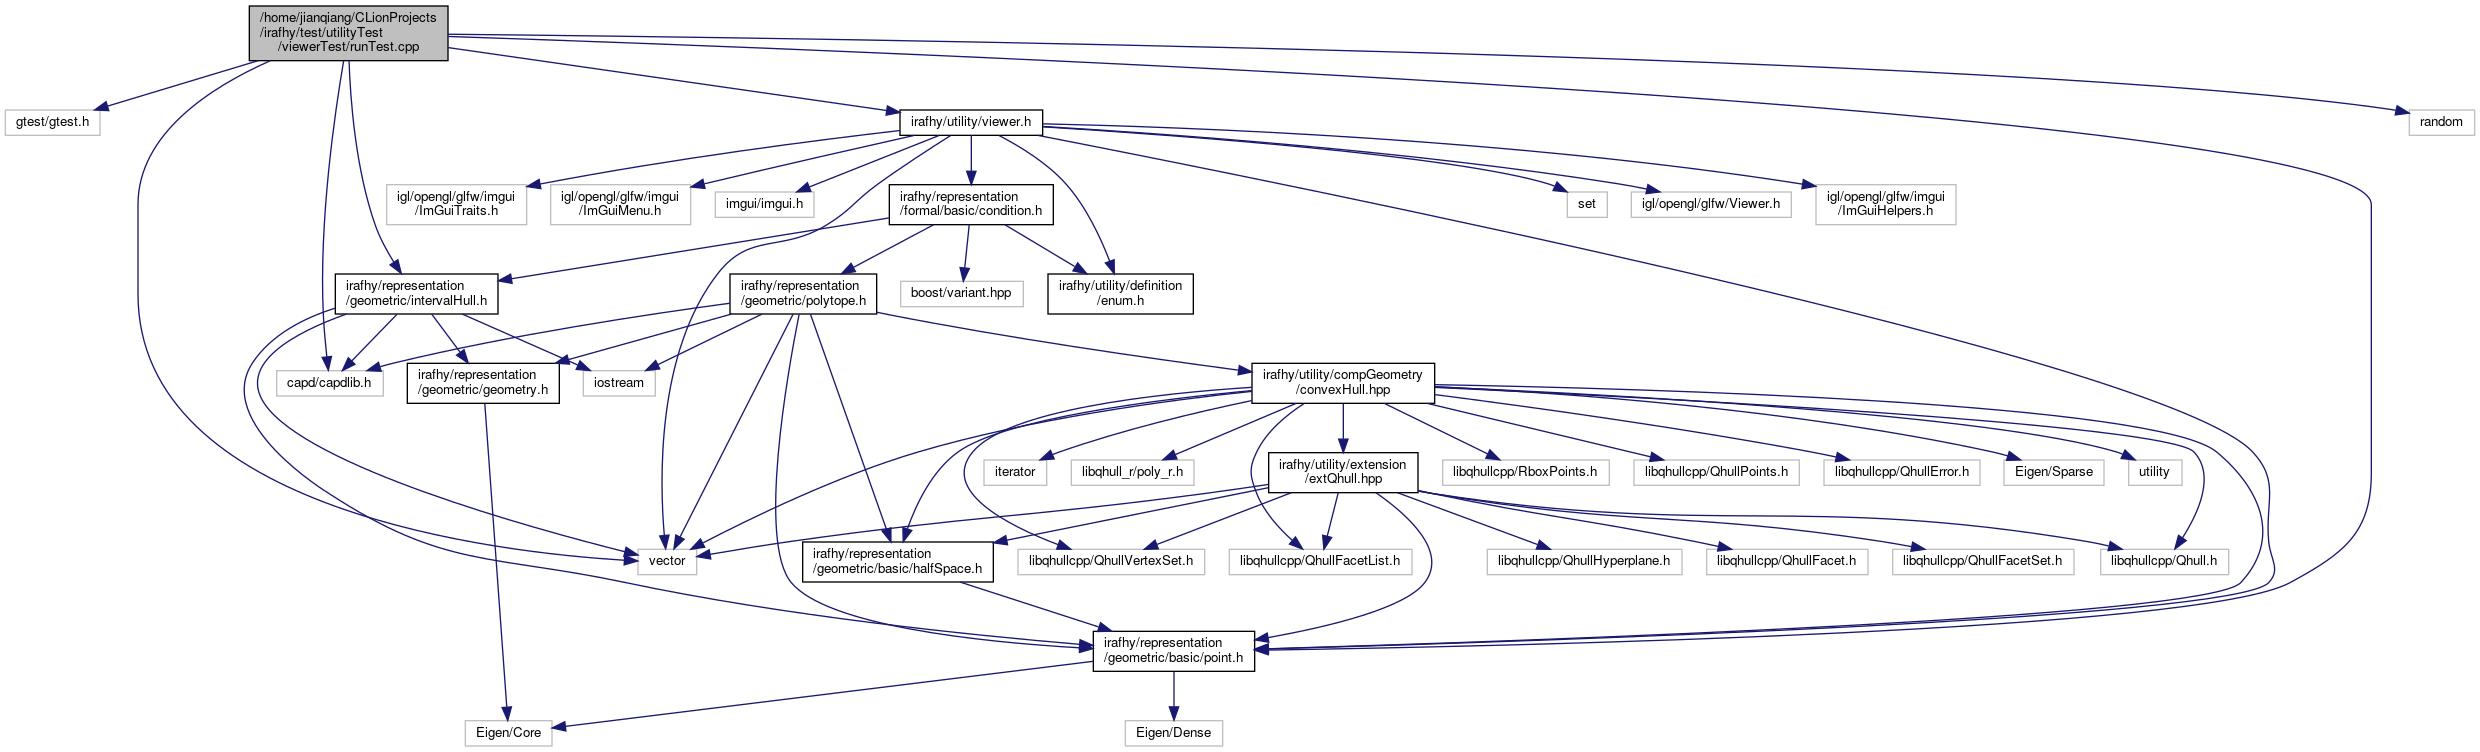 /home/jianqiang/CLionProjects
/irafhy/test/utilityTest
/viewerTest/runTest.cpp
gtest/gtest.h
irafhy/utility/viewer.h
random
igl/opengl/glfw/imgui
/ImGuiTraits.h
igl/opengl/glfw/imgui
/ImGuiMenu.h
imgui/imgui.h
irafhy/representation
/formal/basic/condition.h
set
igl/opengl/glfw/Viewer.h
igl/opengl/glfw/imgui
/ImGuiHelpers.h
irafhy/representation
/geometric/intervalHull.h
irafhy/representation
/geometric/polytope.h
boost/variant.hpp
irafhy/utility/definition
/enum.h
capd/capdlib.h
irafhy/representation
/geometric/geometry.h
iostream
irafhy/utility/compGeometry
/convexHull.hpp
iterator
libqhull_r/poly_r.h
irafhy/utility/extension
/extQhull.hpp
libqhullcpp/RboxPoints.h
libqhullcpp/QhullPoints.h
libqhullcpp/QhullError.h
Eigen/Sparse
utility
vector
irafhy/representation
/geometric/basic/halfSpace.h
libqhullcpp/QhullVertexSet.h
libqhullcpp/QhullFacetList.h
libqhullcpp/QhullHyperplane.h
libqhullcpp/QhullFacet.h
libqhullcpp/QhullFacetSet.h
libqhullcpp/Qhull.h
irafhy/representation
/geometric/basic/point.h
Eigen/Core
Eigen/Dense